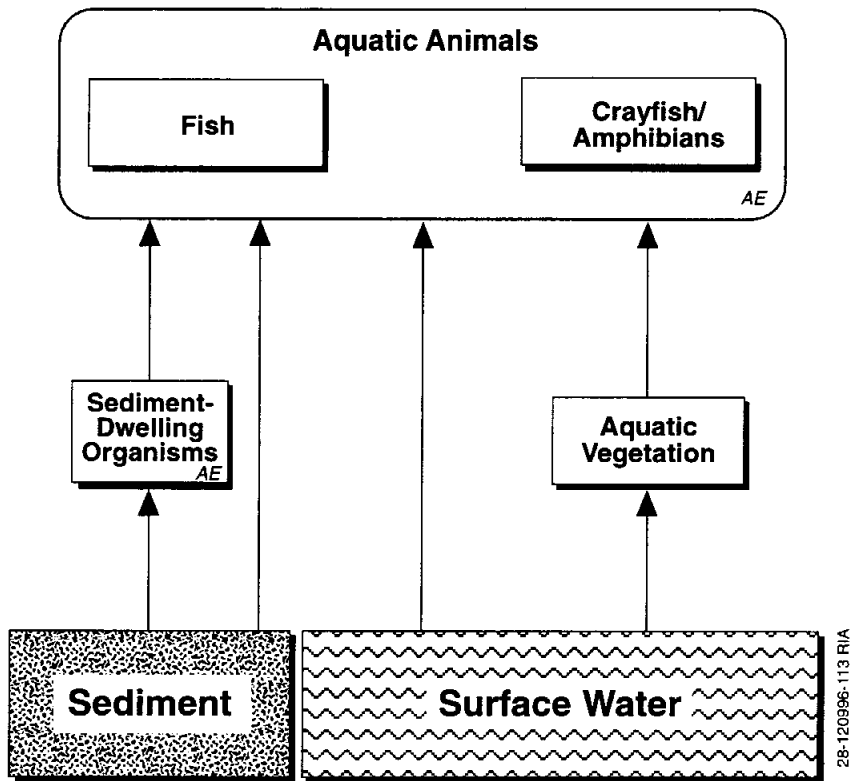 Aquatic Animals
Fish
Crayfish/
Amphibians
AE
Sediment-
Dwelling
Organisms
AE
Aquatic
Vegetation
Sediment
Surface Water
28-120996-113 RIA